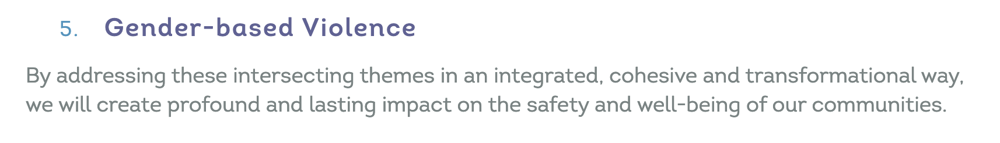 5. Gender-based Violence
By addressing these intersecting themes in an integrated, cohesive and transformational way,
we will create profound and lasting impact on the safety and well-being of our communities.